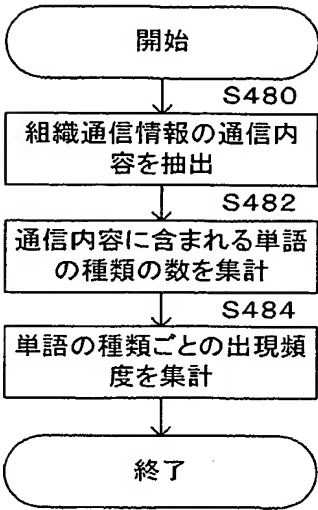 開始
S480
組織通信情報の通信内
容を抽出
S482
通信内容に含まれる単語
の種類の数を集計
S484
単語の種類ごとの出現頻
度を集計
終了